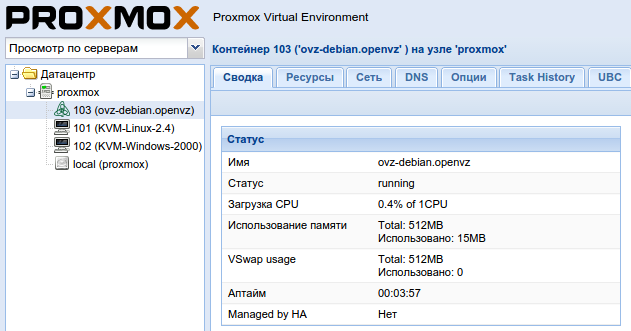 PROXMOX Proxmox Virtual Environment
Просмотр по серверам
Контейнер 103 ('ovz-debian.openvz' ) на узле 'proxmox'
Датацентр
proxmox
103 (ovz-debian.openvz)
101 (KVM-Linux-2.4)
102 (KVM-Windows-2000)
local (proxmox)
Сводка Ресурсы Сеть DNS Опции Task History UBC
Статус
Имя ovz-debian.openvz
Статус running
Загрузка CPU 0.4% of 1CPU
Использование памяти Total: 512MB
Использовано: 15MB
VSwap usage Total: 512MB
Использовано: 0
Аптайм 00:03:57
Managed by HA Нет